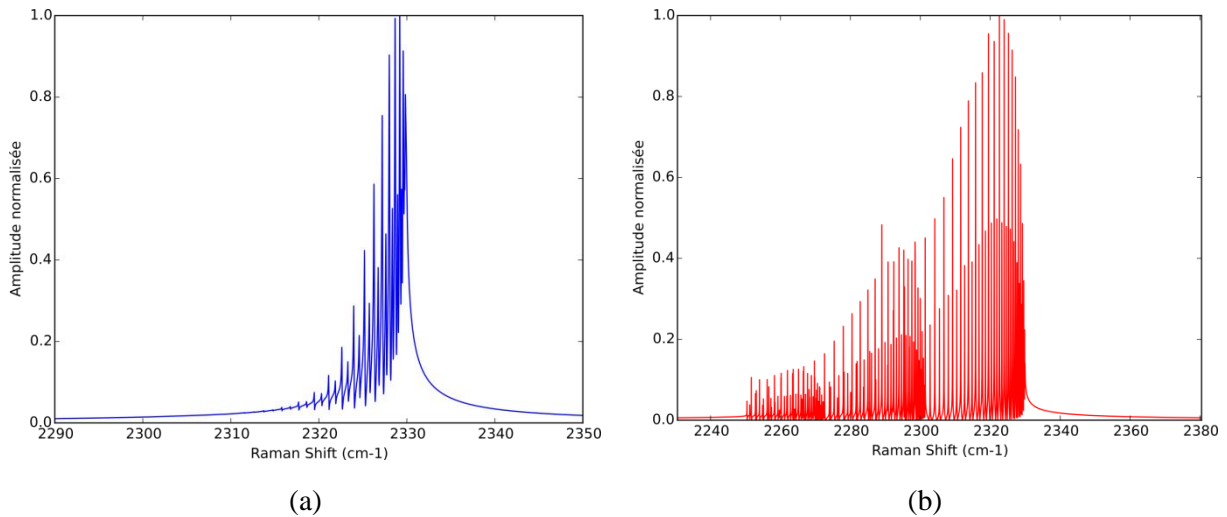 1.0
0.8
0.6
0.4
0.2
0.0
Amplitude normalisée
2290 2300 2310 2320 2330 2340 2350
Raman Shift (cm-1)
(a)
1.0
0.8
0.6
0.4
0.2
0.0
Amplitude normalisée
2240 2260 2280 2300 2320 2340 2360 2380
Raman Shift (cm-1)
(b)